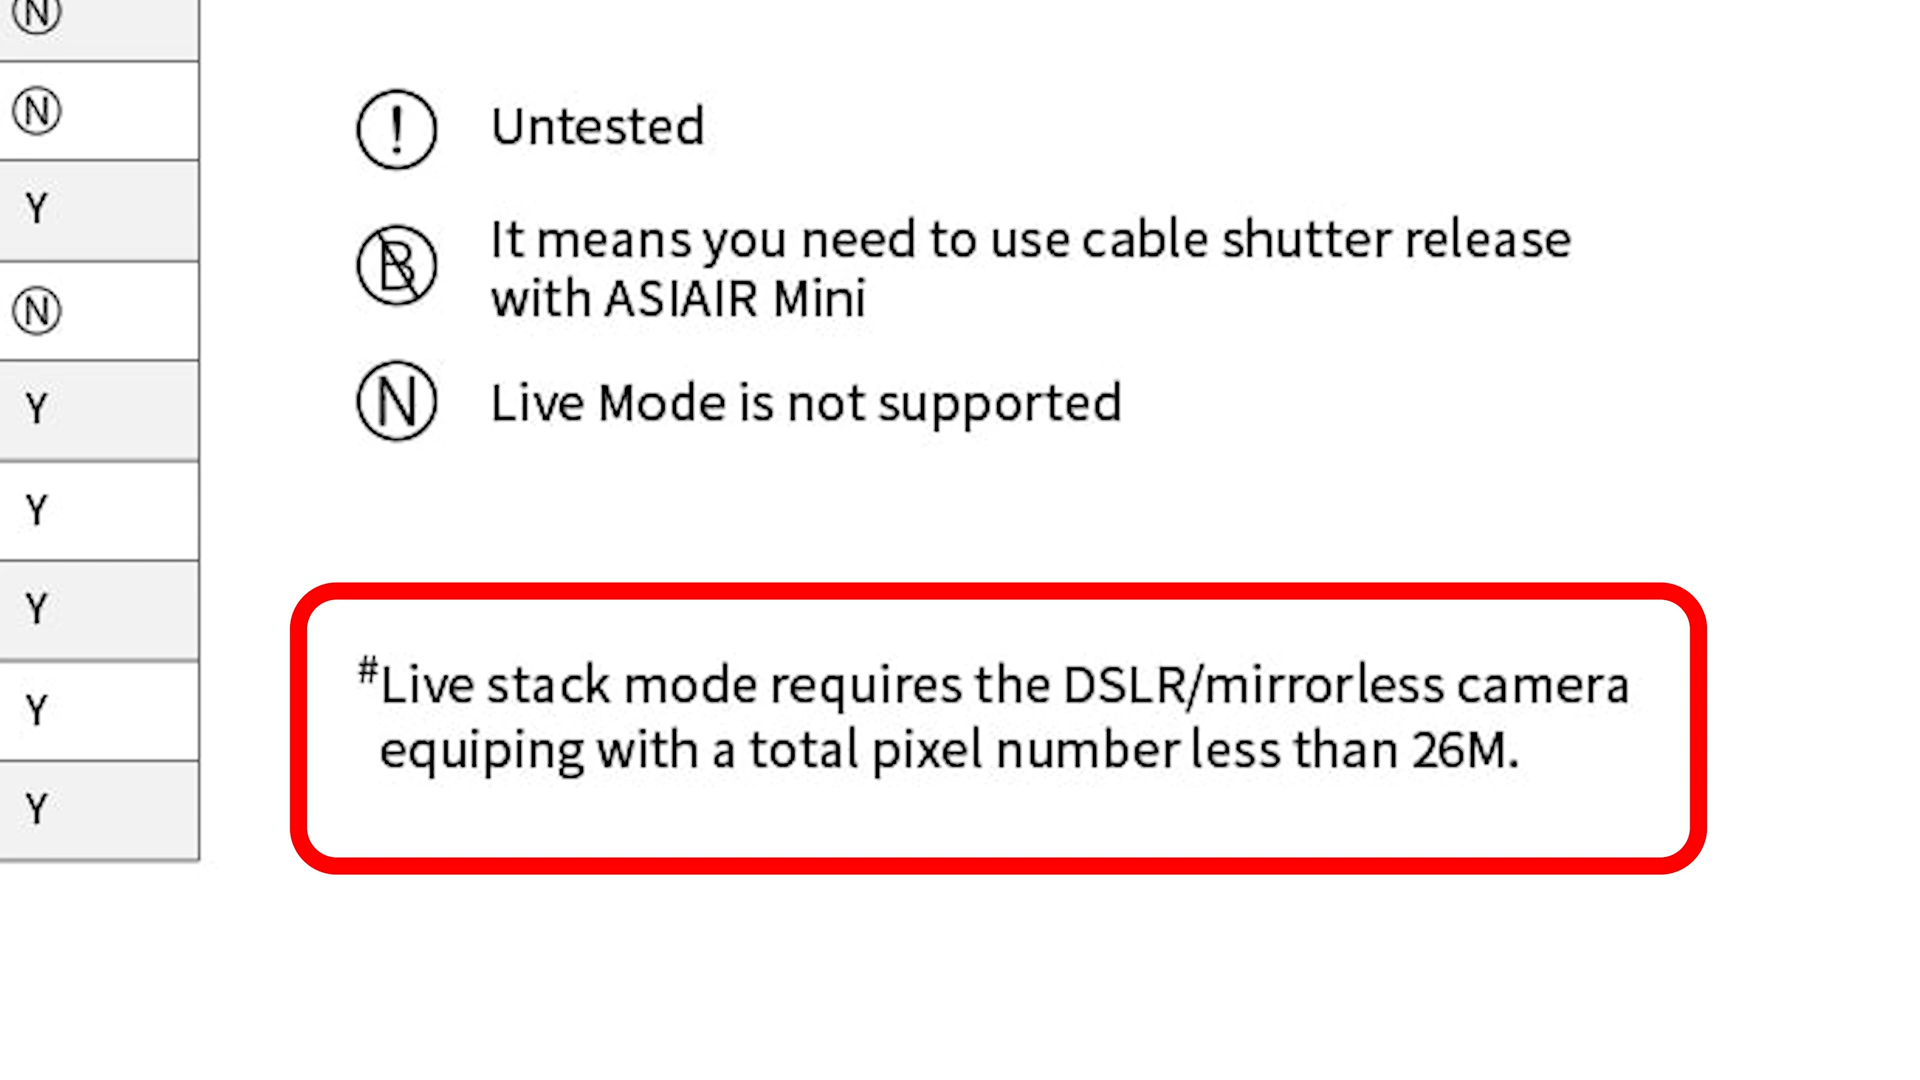 Ⓝ
Ⓝ
Y
Ⓝ
Y
Y
Y
Y
Y
! Untested
B It means you need to use cable shutter release
with ASIAIR Mini
Ⓝ Live Mode is not supported
#Live stack mode requires the DSLR/mirrorless camera
equiping with a total pixel number less than 26M.